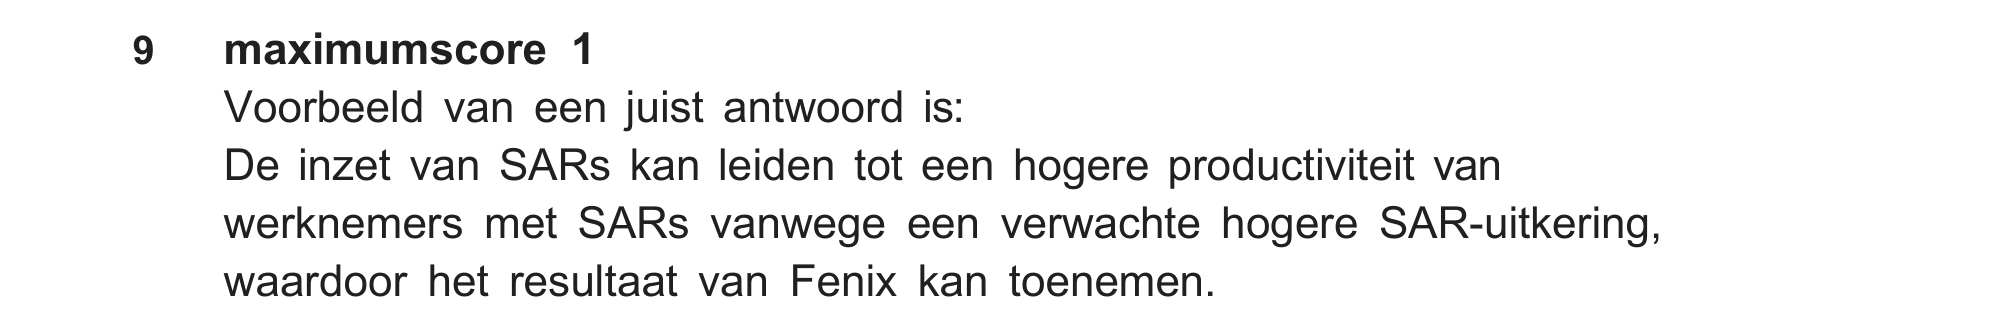 9 maximumscore 1
Voorbeeld van een juist antwoord is:
De inzet van SARs kan leiden tot een hogere productiviteit van
werknemers met SARs vanwege een verwachte hogere SAR-uitkering,
waardoor het resultaat van Fenix kan toenemen.